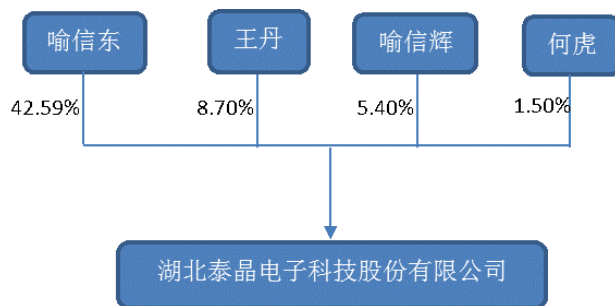 喻信东
王丹
喻信辉
何虎
42.59%
8.70%
5.40%
1.50%
湖北泰晶电子科技股份有限公司